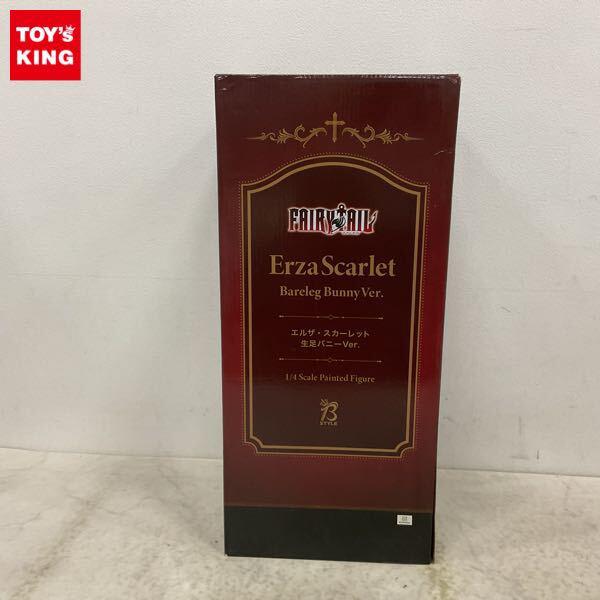 TOY'S
KING
FAIRY TAIL
Erza Scarlet
Bareleg Bunny Ver.
エルザ・スカーレット
生足バニーVer.
1/4 Scale Painted Figure
B
STYLE